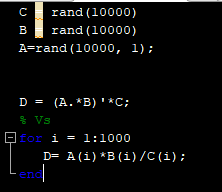 C = rand(10000)
B = rand(10000)
A=rand(10000, 1);
D = (A.*B)'*C;
% Vs
for i = 1:1000
D= A(i)*B(i)/C(i);
end